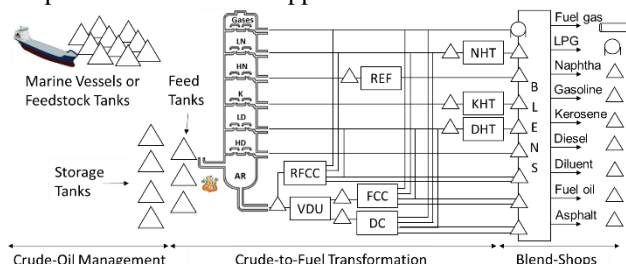 Gases
LN
HN
K
LD
HD
AR
Marine Vessels or
Feedstock Tanks
Feed
Tanks
Storage
Tanks
REF
NHT
KHT
DHT
RFCC
VDU
FCC
DC
B
L
E
N
S
Fuel gas
LPG
Naphtha
Gasoline
Kerosene
Diesel
Diluent
Fuel oil
Asphalt
Crude-Oil Management
Crude-to-Fuel Transformation
Blend-Shops